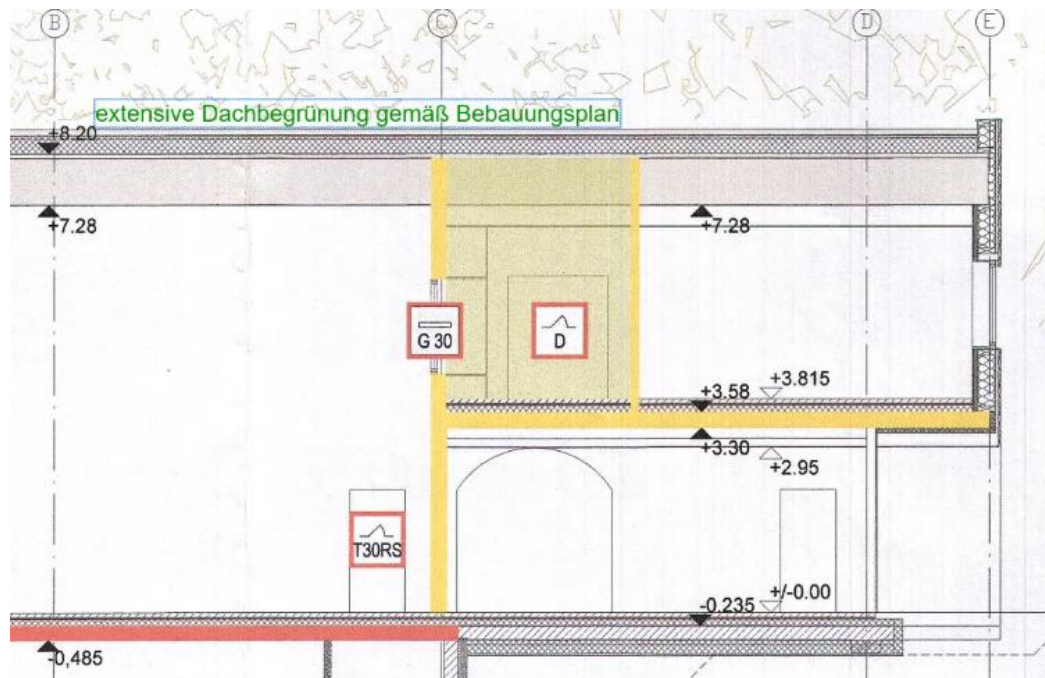 B C D E
extensive Dachbegrünung gemäß Bebauungsplan
+8.20
+7.28 +7.28
G 30 D
+3.58 +3.815
+3.30
+2.95
T30RS
-0.235 +/-0.00
-0,485